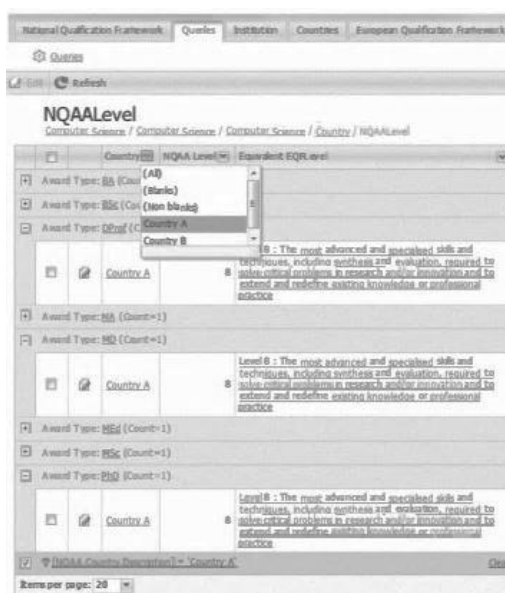 National Qualification Framework Queries Institution Countries European Qualification Framework
Queries
Edit Refresh
NQAALevel
Computer Science / Computer Science / Computer Science / Country / NQAALevel
Country NQAA Level Equivalent EQFLevel
(All)
(Blanks)
(Non blanks)
Country A
Country B
Award Type: BA (Cou
Award Type: BSc (Co
Award Type: DProf (C
Country A 8 l 8 : The most advanced and specialised skills and
techniques, including synthesis and evaluation, required to
solve critical problems in research and/or innovation and to
extend and redefine existing knowledge or professional
practice
Award Type: MA (Count=1)
Award Type: MD (Count=1)
Country A 8 Level 8 : The most advanced and specialised skills and
techniques, including synthesis and evaluation, required to
solve critical problems in research and/or innovation and to
extend and redefine existing knowledge or professional
practice
Award Type: MEd (Count=1)
Award Type: MSc (Count=1)
Award Type: PhD (Count=1)
Country A 8 Level 8 : The most advanced and specialised skills and
techniques, including synthesis and evaluation, required to
solve critical problems in research and/or innovation and to
extend and redefine existing knowledge or professional
practice
[NQAA.Country.Description] = 'Country A' Clea
Items per page: 20